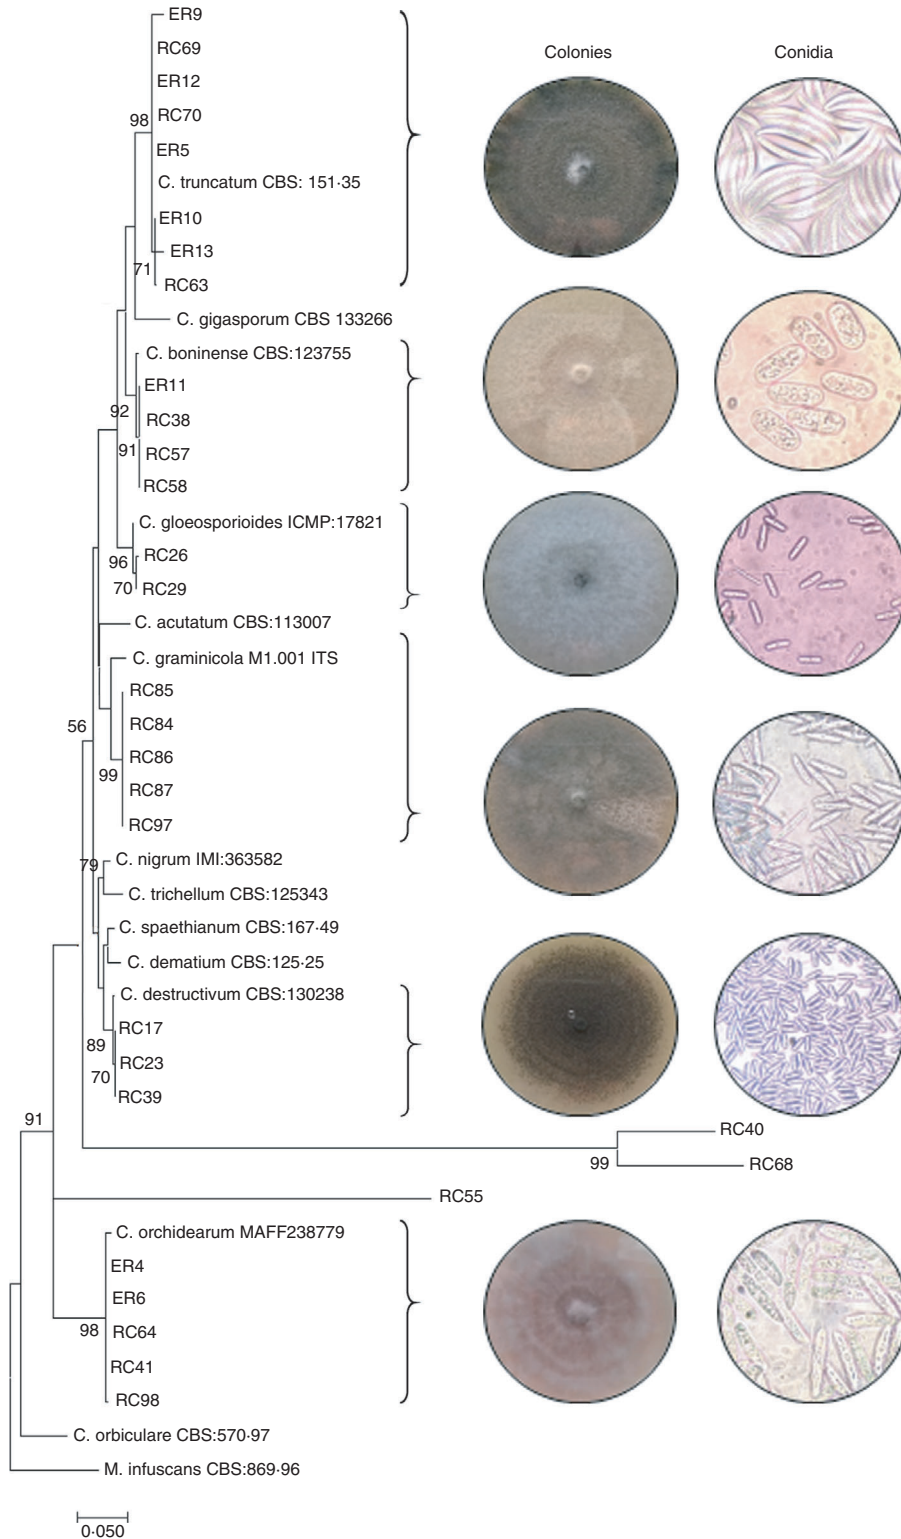 ER9
Colonies
Conidia
RC69
ER12
98
RC70
ER5
C. truncatum CBS: 151·35
ER10
ER13
71
RC63
C. gigasporum CBS 133266
C. boninense CBS:123755
ER11
92
RC38
91
RC57
RC58
C. gloeosporioides ICMP:17821
96
RC26
70
RC29
C. acutatum CBS:113007
C. graminicola M1.001 ITS
RC85
56
RC84
RC86
99
RC87
RC97
79
C. nigrum IMI:363582
C. trichellum CBS:125343
C. spaethianum CBS:167·49
C. dematium CBS:125·25
C. destructivum CBS:130238
RC17
89
RC23
70
RC39
91
RC40
99
RC68
RC55
C. orchidearum MAFF238779
ER4
ER6
98
RC64
RC41
RC98
C. orbiculare CBS:570·97
M. infuscans CBS:869·96
0·050